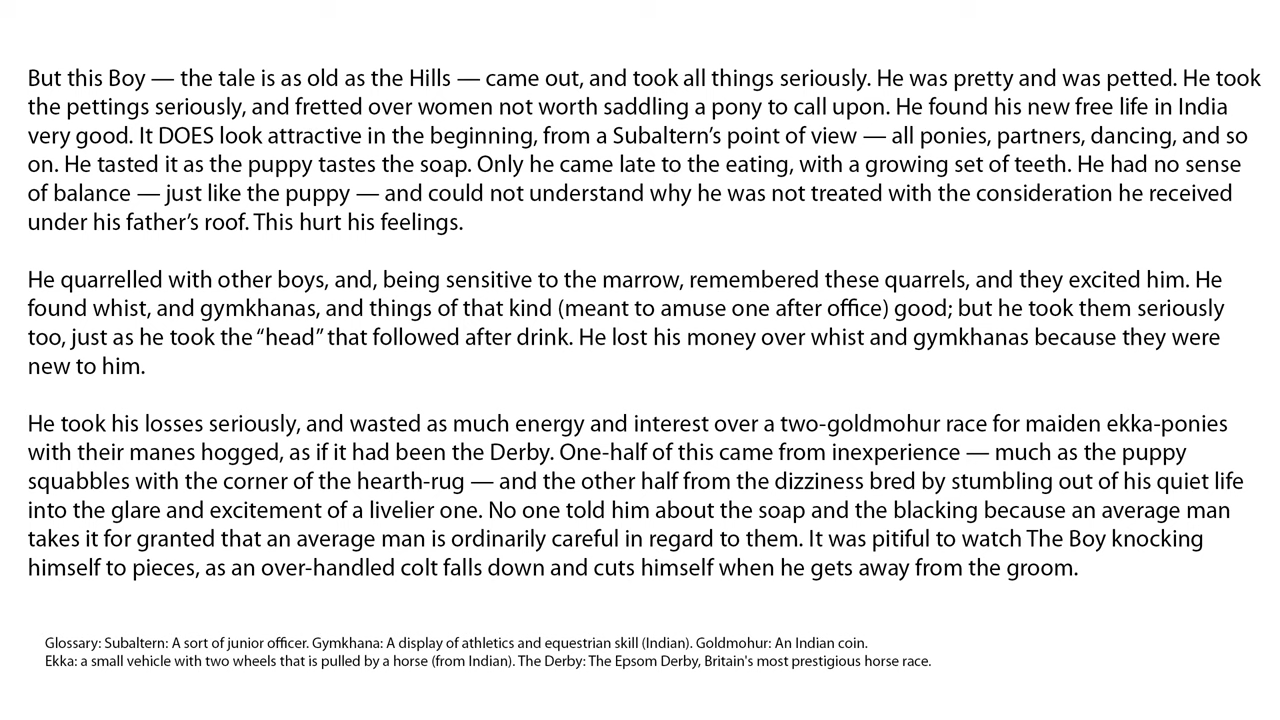 But this Boy — the tale is as old as the Hills — came out, and took all things seriously. He was pretty and was petted. He took
the pettings seriously, and fretted over women not worth saddling a pony to call upon. He found his new free life in India
very good. It DOES look attractive in the beginning, from a Subaltern’s point of view — all ponies, partners, dancing, and so
on. He tasted it as the puppy tastes the soap. Only he came late to the eating, with a growing set of teeth. He had no sense
of balance — just like the puppy — and could not understand why he was not treated with the consideration he received
under his father’s roof. This hurt his feelings.
He quarrelled with other boys, and, being sensitive to the marrow, remembered these quarrels, and they excited him. He
found whist, and gymkhanas, and things of that kind (meant to amuse one after office) good; but he took them seriously
too, just as he took the “head” that followed after drink. He lost his money over whist and gymkhanas because they were
new to him.
He took his losses seriously, and wasted as much energy and interest over a two-goldmohur race for maiden ekka-ponies
with their manes hogged, as if it had been the Derby. One-half of this came from inexperience — much as the puppy
squabbles with the corner of the hearth-rug — and the other half from the dizziness bred by stumbling out of his quiet life
into the glare and excitement of a livelier one. No one told him about the soap and the blacking because an average man
takes it for granted that an average man is ordinarily careful in regard to them. It was pitiful to watch The Boy knocking
himself to pieces, as an over-handled colt falls down and cuts himself when he gets away from the groom.
Glossary: Subaltern: A sort of junior officer. Gymkhana: A display of athletics and equestrian skill (Indian). Goldmohur: An Indian coin.
Ekka: a small vehicle with two wheels that is pulled by a horse (from Indian). The Derby: The Epsom Derby, Britain's most prestigious horse race.